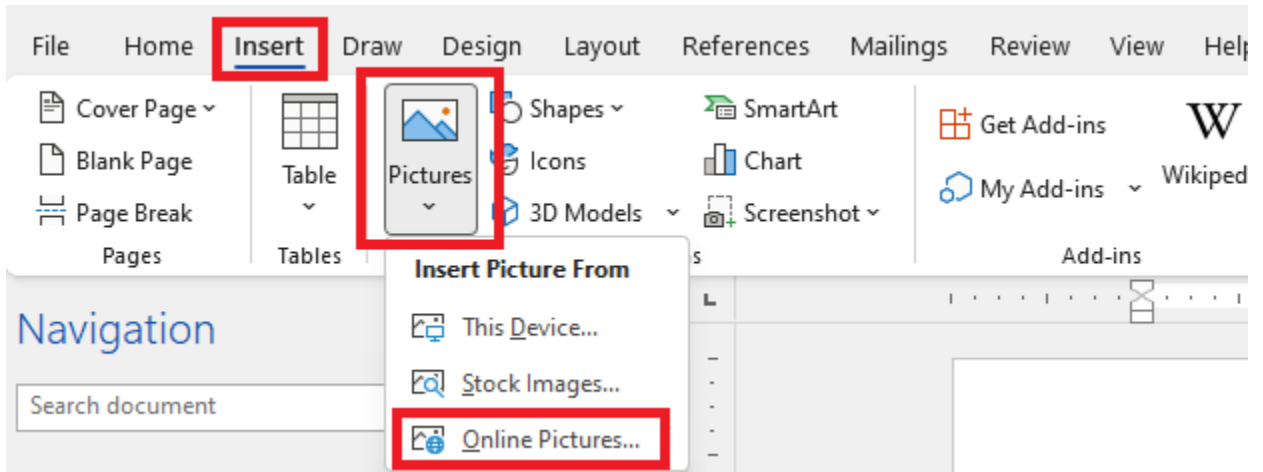 File Home Insert Draw Design Layout References Mailings Review View Help
Cover Page
Blank Page
Page Break
Pages
Table
Tables
Pictures
Shapes
Icons
3D Models
SmartArt
Chart
Screenshot
s
Get Add-ins
My Add-ins
Wikiped
Add-ins
Insert Picture From
This Device...
Stock Images...
Online Pictures...
Navigation
Search document